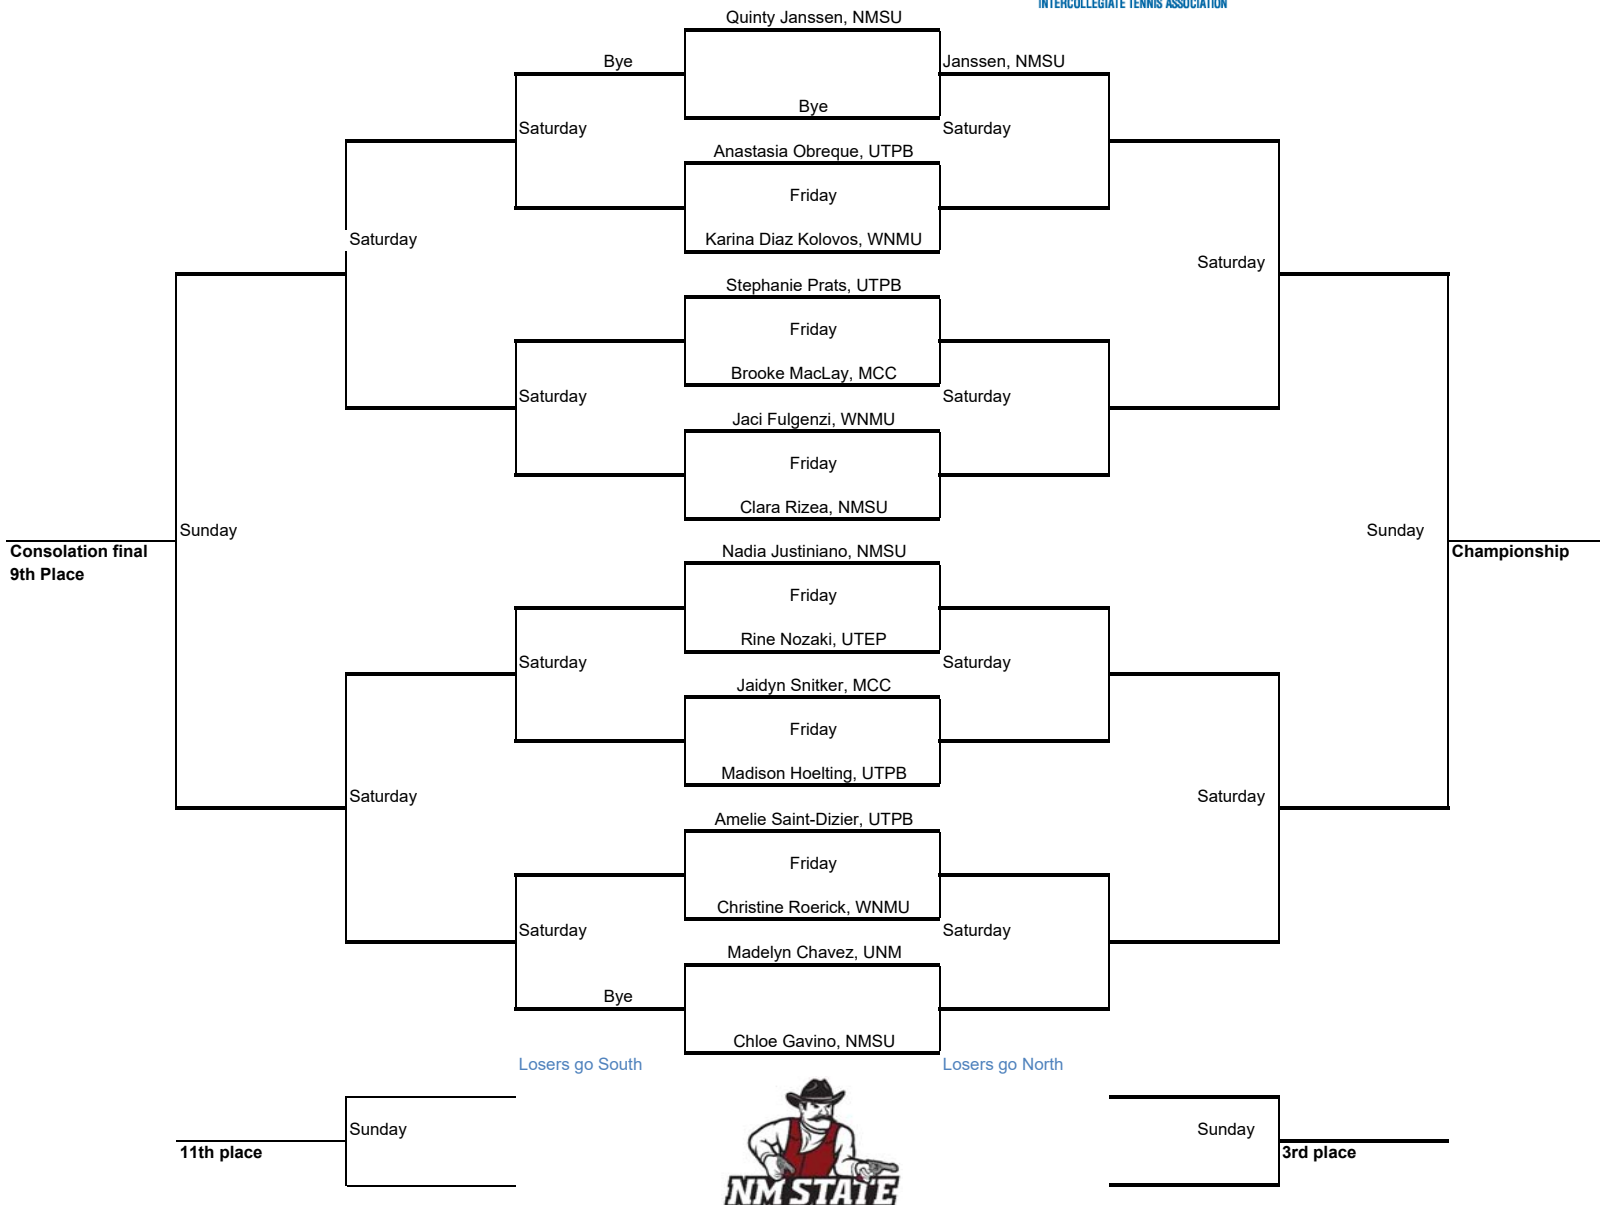 INTERCOLLEGIATE TENNIS ASSOCIATION
Quinty Janssen, NMSU
Bye
Janssen, NMSU
Bye
Saturday
Saturday
Anastasia Obreque, UTPB
Friday
Karina Diaz Kolovos, WNMU
Saturday
Saturday
Stephanie Prats, UTPB
Friday
Brooke MacLay, MCC
Saturday
Saturday
Jaci Fulgenzi, WNMU
Friday
Clara Rizea, NMSU
Sunday
Sunday
Consolation final
9th Place
Championship
Nadia Justiniano, NMSU
Friday
Rine Nozaki, UTEP
Saturday
Saturday
Jaidyn Snitker, MCC
Friday
Madison Hoelting, UTPB
Saturday
Saturday
Amelie Saint-Dizier, UTPB
Friday
Christine Roerick, WNMU
Saturday
Saturday
Madelyn Chavez, UNM
Bye
Chloe Gavino, NMSU
Losers go South
Losers go North
Sunday
Sunday
11th place
3rd place
NM STATE